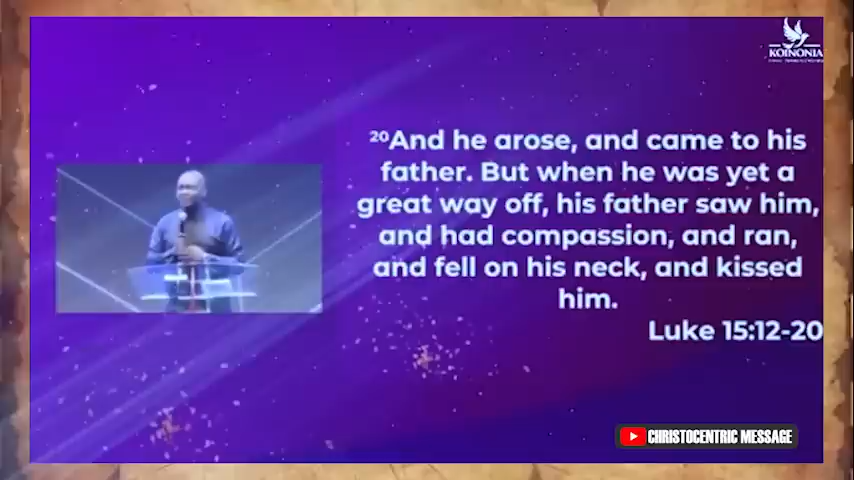 KOINONIA
20And he arose, and came to his
father. But when he was yet a
great way off, his father saw him,
and had compassion, and ran,
and fell on his neck, and kissed
him.
Luke 15:12-20
CHRISTOCENTRIC MESSAGE